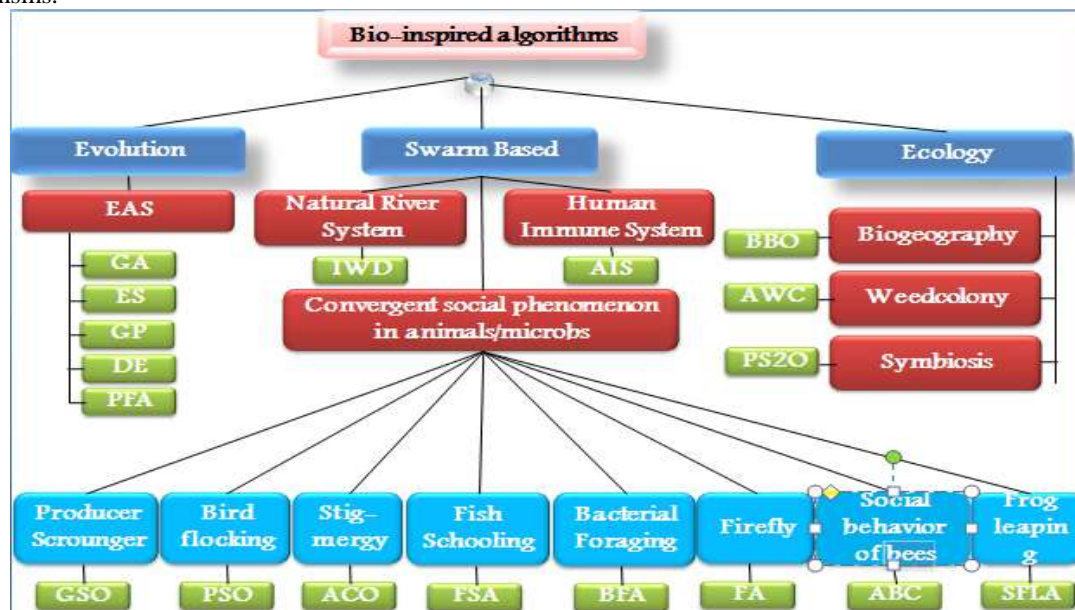 Bio-inspired algorithms
Evolution
Swarm Based
Ecology
EAS
Natural River
System
Human
Immune System
BBO
Biogeography
GA
IWD
AIS
ES
Convergent social phenomenon
in animals/microbs
AWC
Weedcolony
GP
DE
PS2O
Symbiosis
PFA
Producer
Scrounger
Bird
flocking
Stig-
mergy
Fish
Schooling
Bacterial
Foraging
Firefly
Social
behavior
of bees
Frog
leapin
g
GSO
PSO
ACO
FSA
BFA
FA
ABC
SFLA